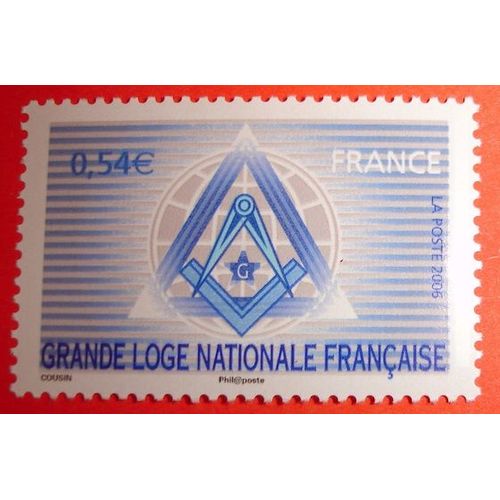 0,54€ FRANCE
LA POSTE 2006
G
GRANDE LOGE NATIONALE FRANÇAISE
COUSIN Phil@poste